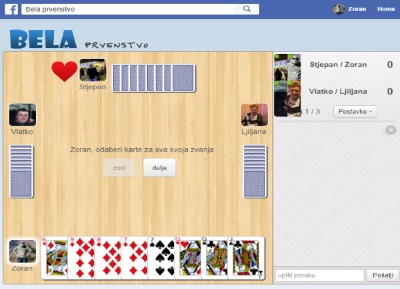 Bela prvenstvo
Zoran
Home
BELA PRVENSTVO
Stjepan
Stjepan / Zoran 0
Vlatko / Ljiljana 0
1 / 3
Postavke
Vlatko
Ljiljana
Zoran, odaberi karte za sva svoja zvanja
zovi
dalje
Zoran
upiši poruku
Pošalji